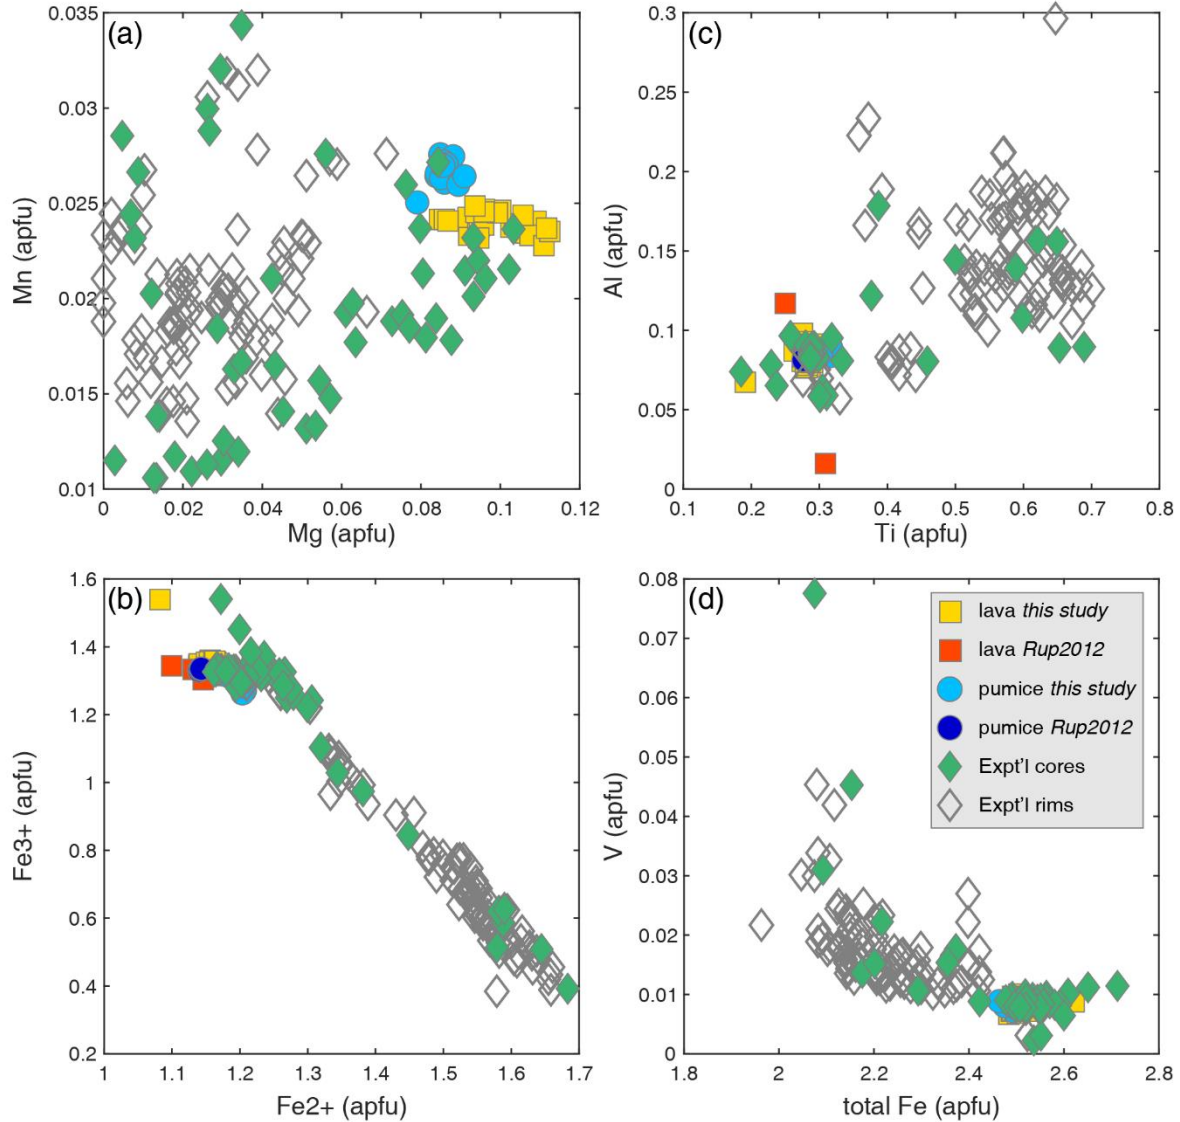 (a)
0.035
0.03
0.025
0.02
0.015
0.01
Mn (apfu)
0 0.02 0.04 0.06 0.08 0.1 0.12
Mg (apfu)
(c)
0.3
0.25
0.2
0.15
0.1
0.05
0
Al (apfu)
0.1 0.2 0.3 0.4 0.5 0.6 0.7 0.8
Ti (apfu)
(b)
1.6
1.4
1.2
1
0.8
0.6
0.4
0.2
Fe3+ (apfu)
1 1.1 1.2 1.3 1.4 1.5 1.6 1.7
Fe2+ (apfu)
(d)
0.08
0.07
0.06
0.05
0.04
0.03
0.02
0.01
0
V (apfu)
1.8 2 2.2 2.4 2.6 2.8
total Fe (apfu)
lava this study
lava Rup2012
pumice this study
pumice Rup2012
Expt'l cores
Expt'l rims